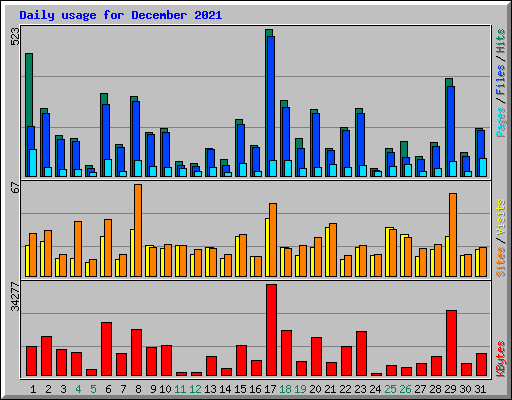 Daily usage for December 2021
523
Pages / Files / Hits
67
Sites / Visits
34277
KBytes
1 2 3 4 5 6 7 8 9 10 11 12 13 14 15 16 17 18 19 20 21 22 23 24 25 26 27 28 29 30 31